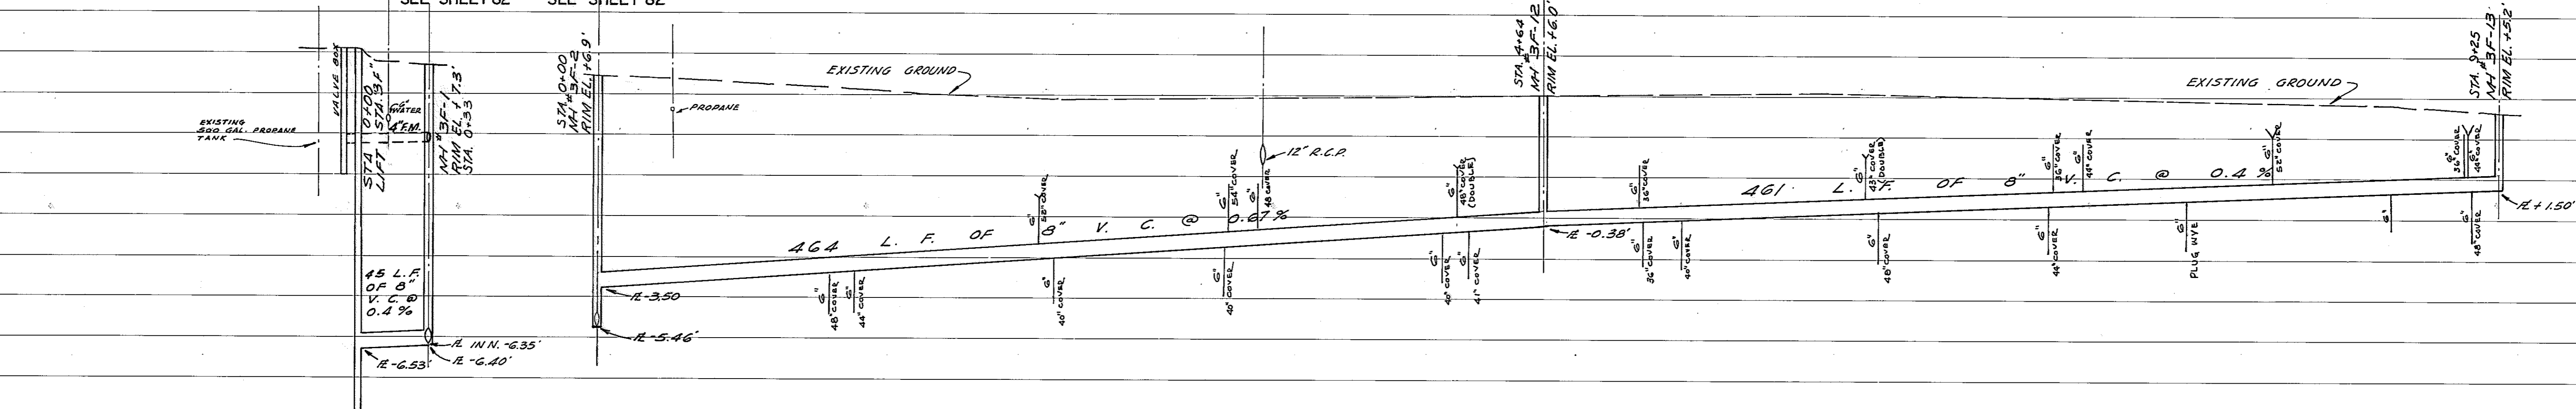 SEE SHEET 82
SEE SHEET 82
VALVE BOX
STA 0+00
LIFT STA. 3F"
6"
WATER
4" F.M.
MH # 3F-1
RIM EL. + 7.3'
STA. 0+33
EXISTING
500 GAL. PROPANE
TANK
45 L.F.
OF 8"
V. C. @
0.4 %
FL IN N. -6.35'
FL -6.40'
FL -6.53'
STA. 0+00
MH # 3F-2
RIM EL. +6.9'
PROPANE
EXISTING GROUND
FL -3.50
FL -5.46'
464 L. F. OF 8" V. C. @ 0.67 %
6"
48" COVER
6"
44" COVER
6"
52" COVER
6"
40" COVER
6"
54" COVER
6"
48" COVER
12" R.C.P.
6"
40" COVER
6"
48" COVER
(DOUBLE)
6"
40" COVER
6"
41" COVER
STA. 4+64
MH # 3F-12
RIM EL. +6.0'
FL -0.38'
461 L. F. OF 8" V. C. @ 0.4 %
6"
36" COVER
6"
36" COVER
6"
40" COVER
6"
43" COVER
(DOUBLE)
6"
48" COVER
6"
36" COVER
6"
44" COVER
6"
44" COVER
6"
PLUG WYE
6"
52" COVER
6"
EXISTING GROUND
6"
36" COVER
6"
44" COVER
6"
48" COVER
STA. 9+25
MH # 3F-13
RIM EL. +5.2'
FL + 1.50'